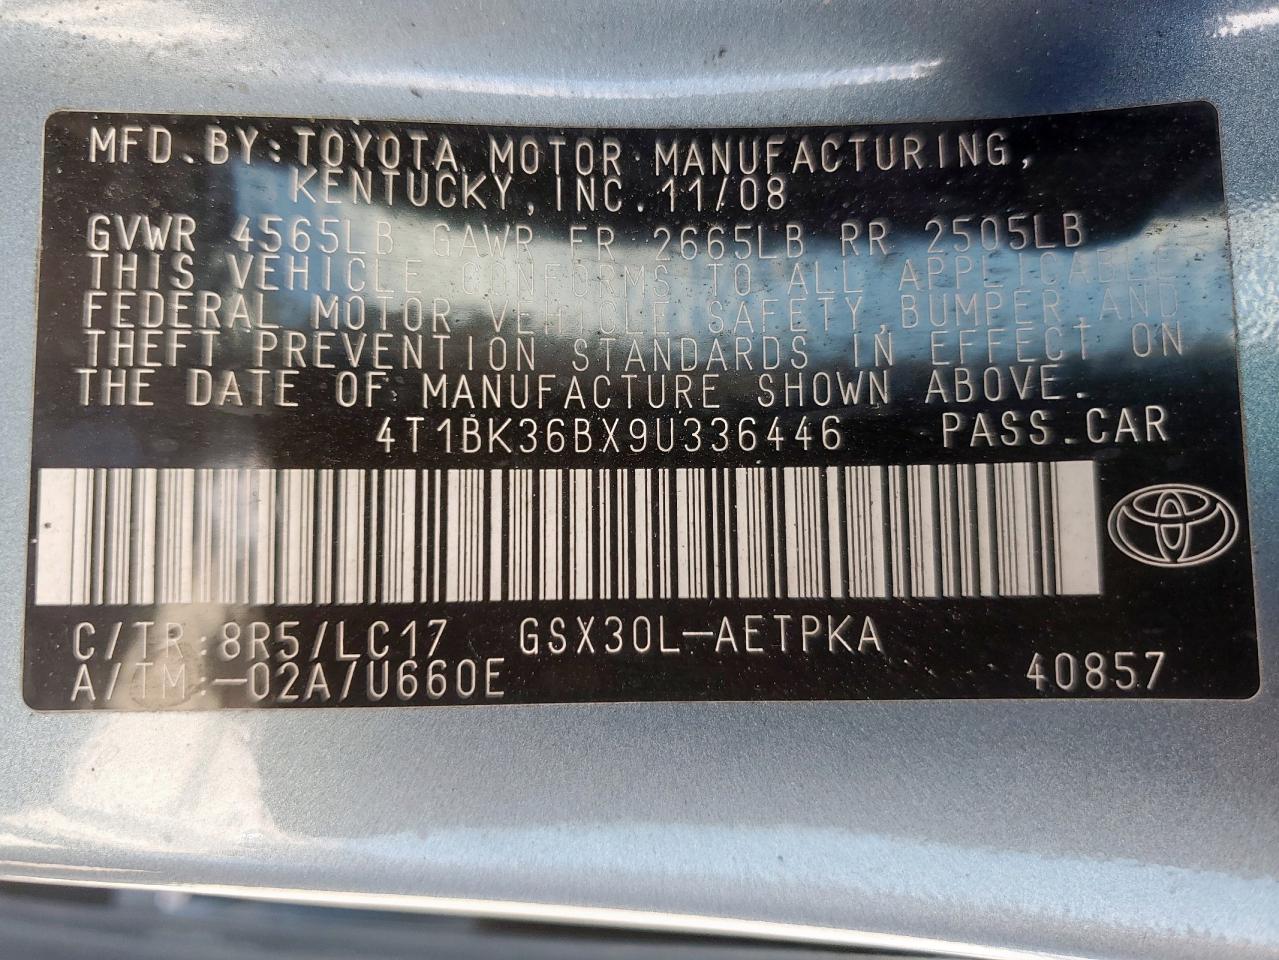 MFD.BY:TOYOTA MOTOR MANUFACTURING,
KENTUCKY,INC.11/08
GVWR 4565LB GAWR FR 2665LB RR 2505LB
THIS VEHICLE CONFORMS TO ALL APPLICABLE
FEDERAL MOTOR VEHICLE SAFETY,BUMPER,AND
THEFT PREVENTION STANDARDS IN EFFECT ON
THE DATE OF MANUFACTURE SHOWN ABOVE.
4T1BK36BX9U336446 PASS.CAR
C/TR:8R5/LC17 GSX30L-AETPKA
A/TM:-02A/U660E 40857